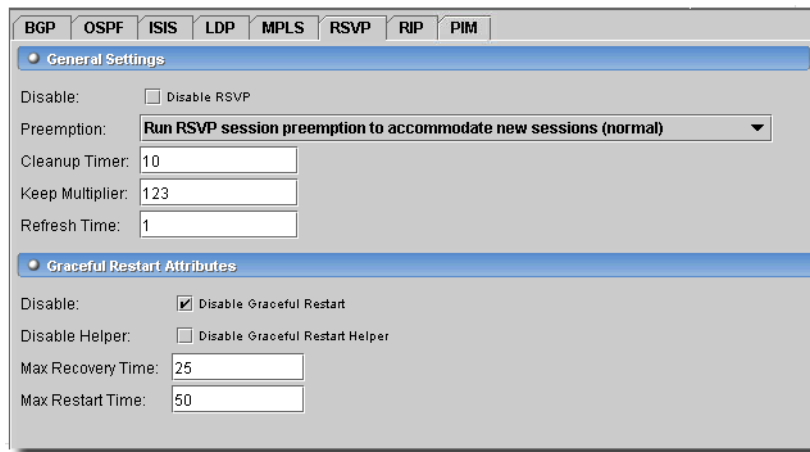 BGP OSPF ISIS LDP MPLS RSVP RIP PIM
General Settings
Disable: Disable RSVP
Preemption: Run RSVP session preemption to accommodate new sessions (normal)
Cleanup Timer: 10
Keep Multiplier: 123
Refresh Time: 1
Graceful Restart Attributes
Disable: Disable Graceful Restart
Disable Helper: Disable Graceful Restart Helper
Max Recovery Time: 25
Max Restart Time: 50